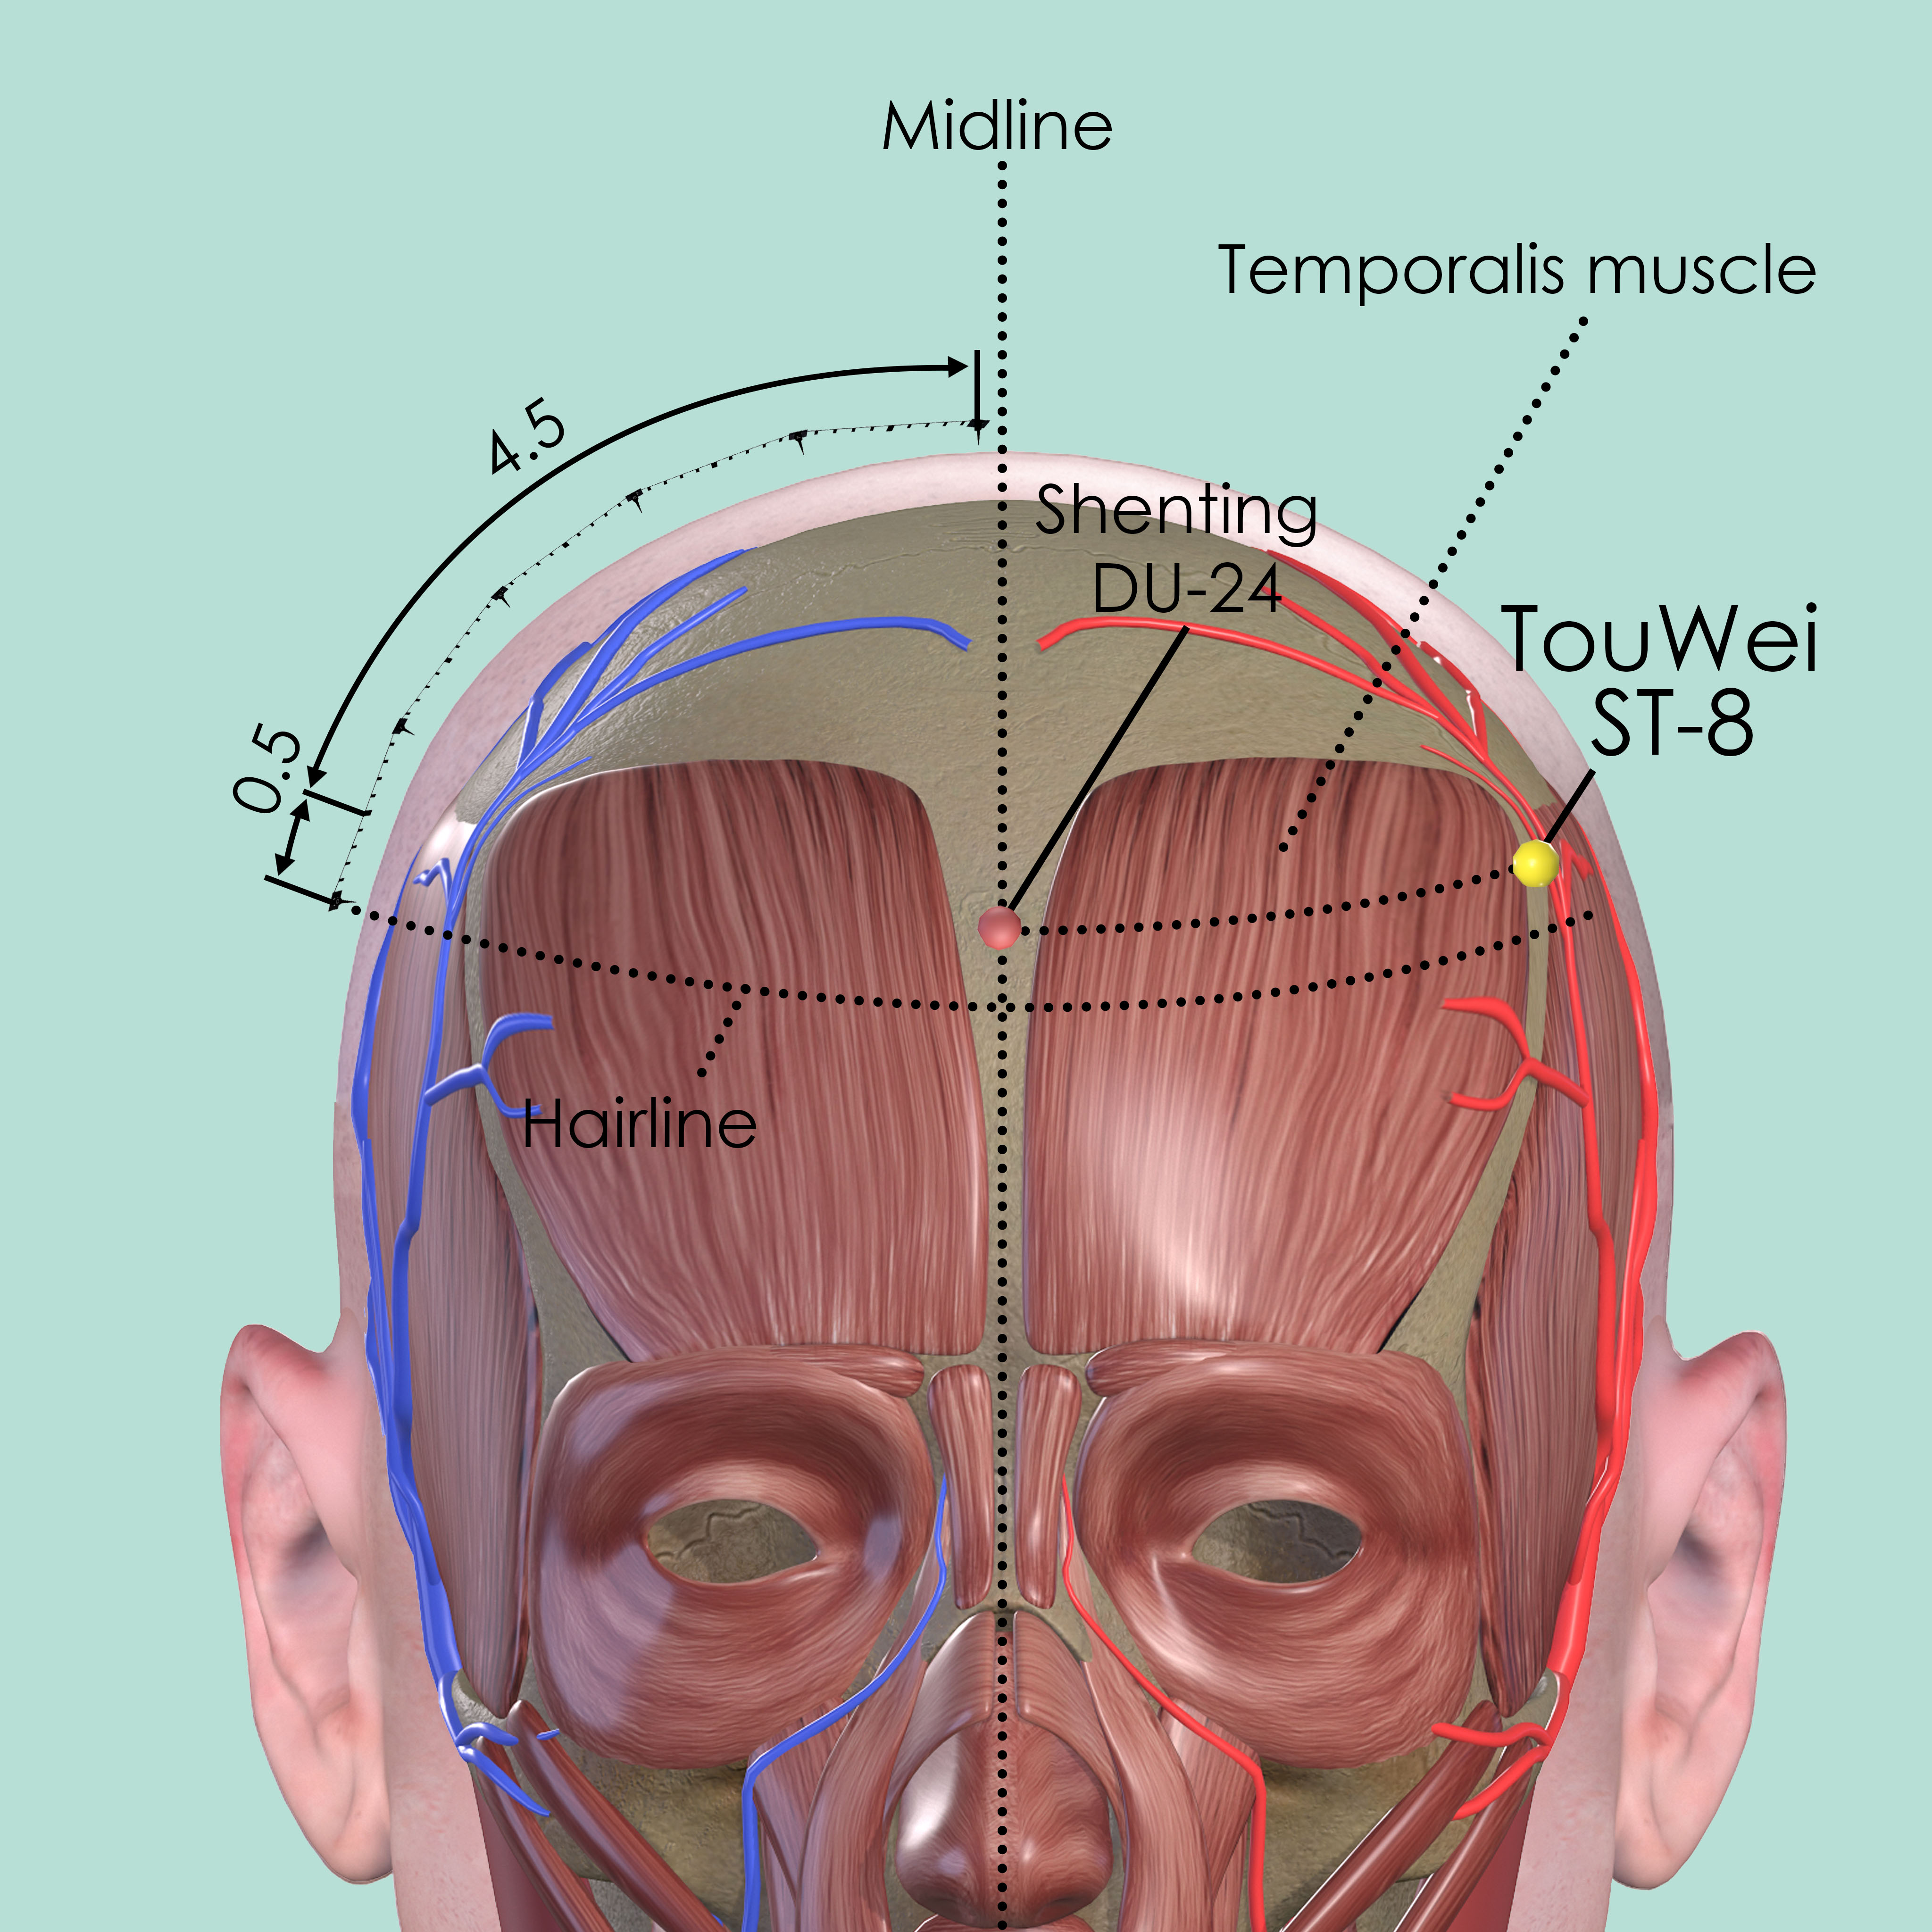 Midline
Temporalis muscle
4.5
Shenting
DU-24
TouWei
ST-8
0.5
Hairline